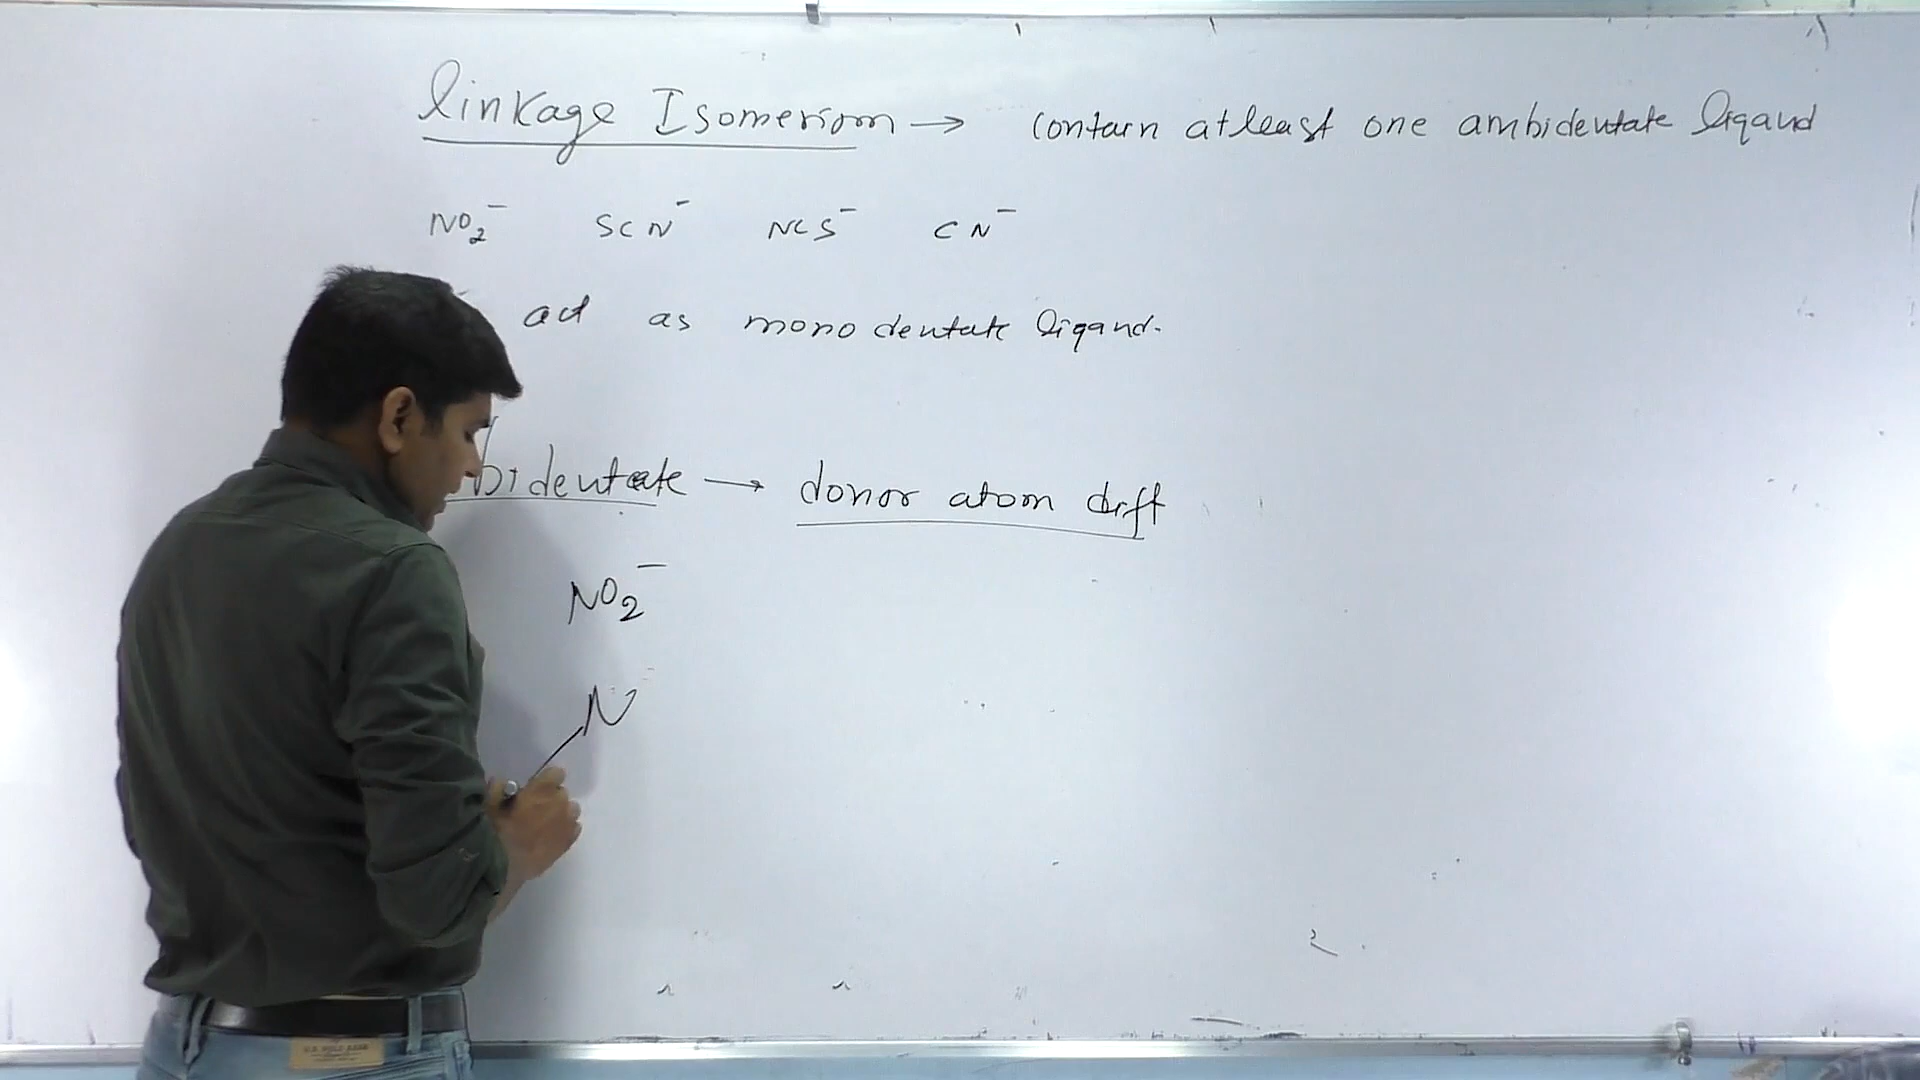 linkage Isomerism → contain atleast one ambidentate ligand
NO₂⁻ SCN⁻ NCS⁻ CN⁻
act as monodentate ligand.
bidentate → donor atom diff
NO₂⁻
N